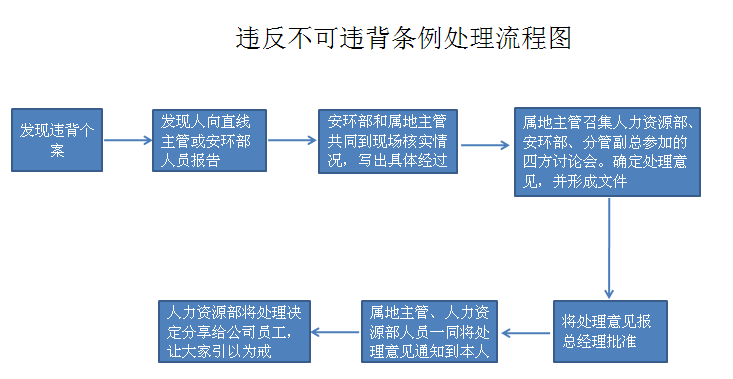 违反不可违背条例处理流程图
发现违背个
案
发现人向直线
主管或安环部
人员报告
安环部和属地主管
共同到现场核实情
况，写出具体经过
属地主管召集人力资源部、
安环部、分管副总参加的
四方讨论会。确定处理意
见，并形成文件
将处理意见报
总经理批准
属地主管、人力资
源部人员一同将处
理意见通知到本人
人力资源部将处理决
定分享给公司员工，
让大家引以为戒